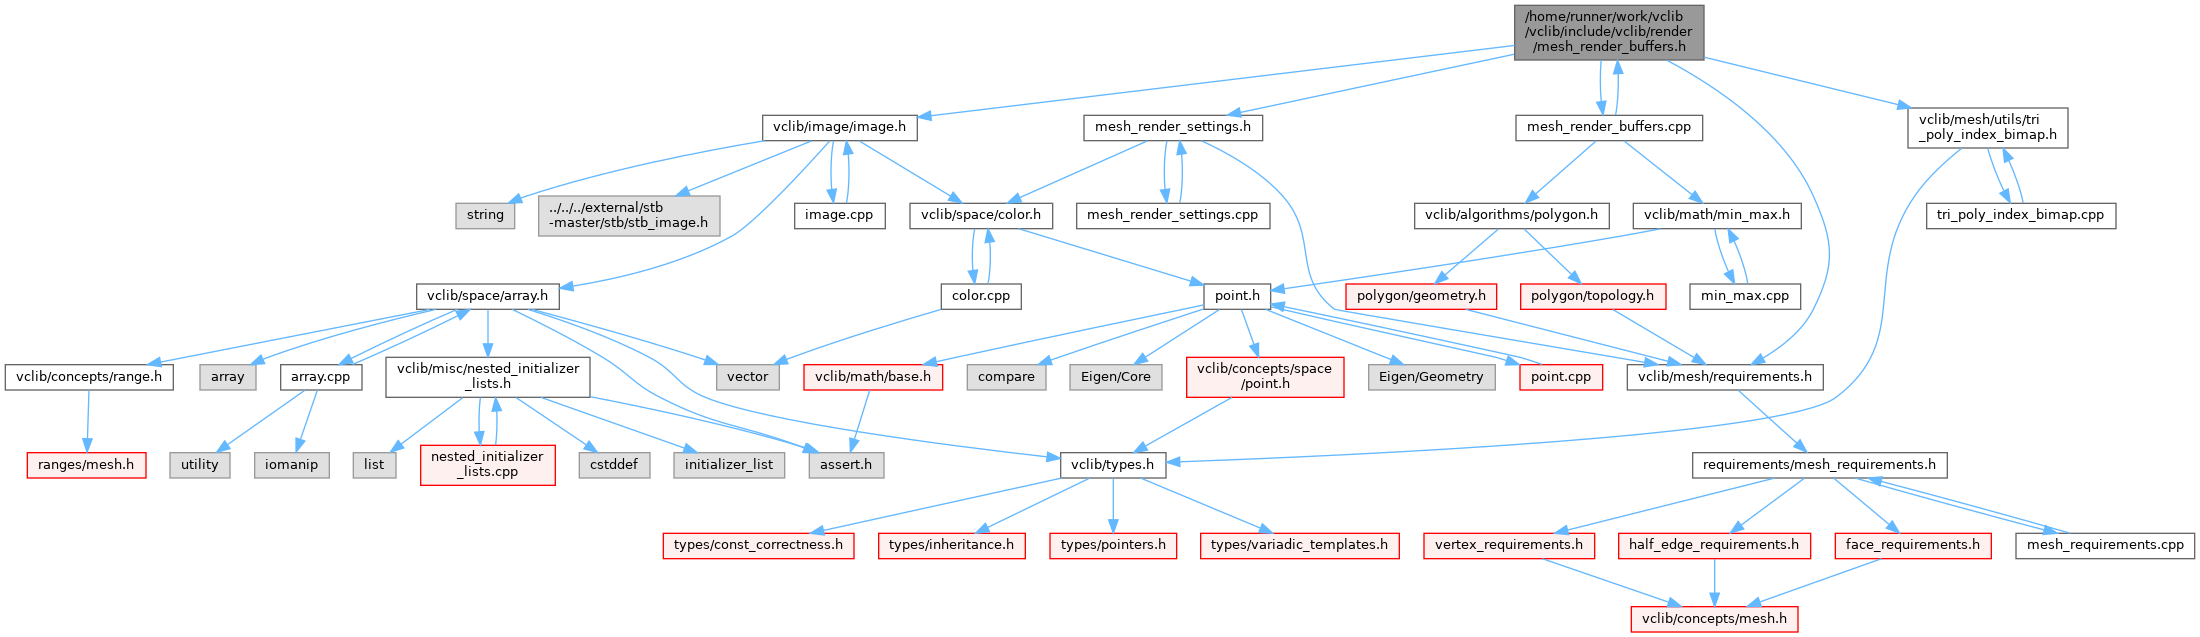 /home/runner/work/vclib
/vclib/include/vclib/render
/mesh_render_buffers.h
vclib/image/image.h
mesh_render_settings.h
mesh_render_buffers.cpp
vclib/mesh/utils/tri
_poly_index_bimap.h
string
../../../external/stb
-master/stb/stb_image.h
image.cpp
vclib/space/color.h
mesh_render_settings.cpp
vclib/algorithms/polygon.h
vclib/math/min_max.h
tri_poly_index_bimap.cpp
vclib/space/array.h
color.cpp
point.h
polygon/geometry.h
polygon/topology.h
min_max.cpp
vclib/concepts/range.h
array
array.cpp
vclib/misc/nested_initializer
_lists.h
vector
vclib/math/base.h
compare
Eigen/Core
vclib/concepts/space
/point.h
Eigen/Geometry
point.cpp
vclib/mesh/requirements.h
ranges/mesh.h
utility
iomanip
list
nested_initializer
_lists.cpp
cstddef
initializer_list
assert.h
vclib/types.h
requirements/mesh_requirements.h
types/const_correctness.h
types/inheritance.h
types/pointers.h
types/variadic_templates.h
vertex_requirements.h
half_edge_requirements.h
face_requirements.h
mesh_requirements.cpp
vclib/concepts/mesh.h